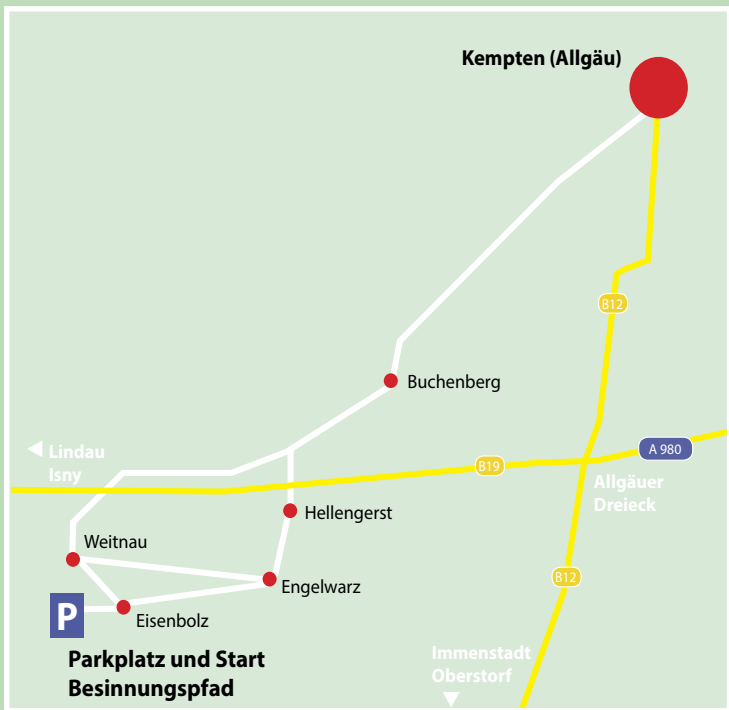 Kempten (Allgäu)
B12
Buchenberg
Lindau
Isny
A 980
B19
Allgäuer
Dreieck
Hellengerst
Weitnau
B12
Engelwarz
P
Eisenbolz
Parkplatz und Start
Besinnungspfad
Immenstadt
Oberstorf